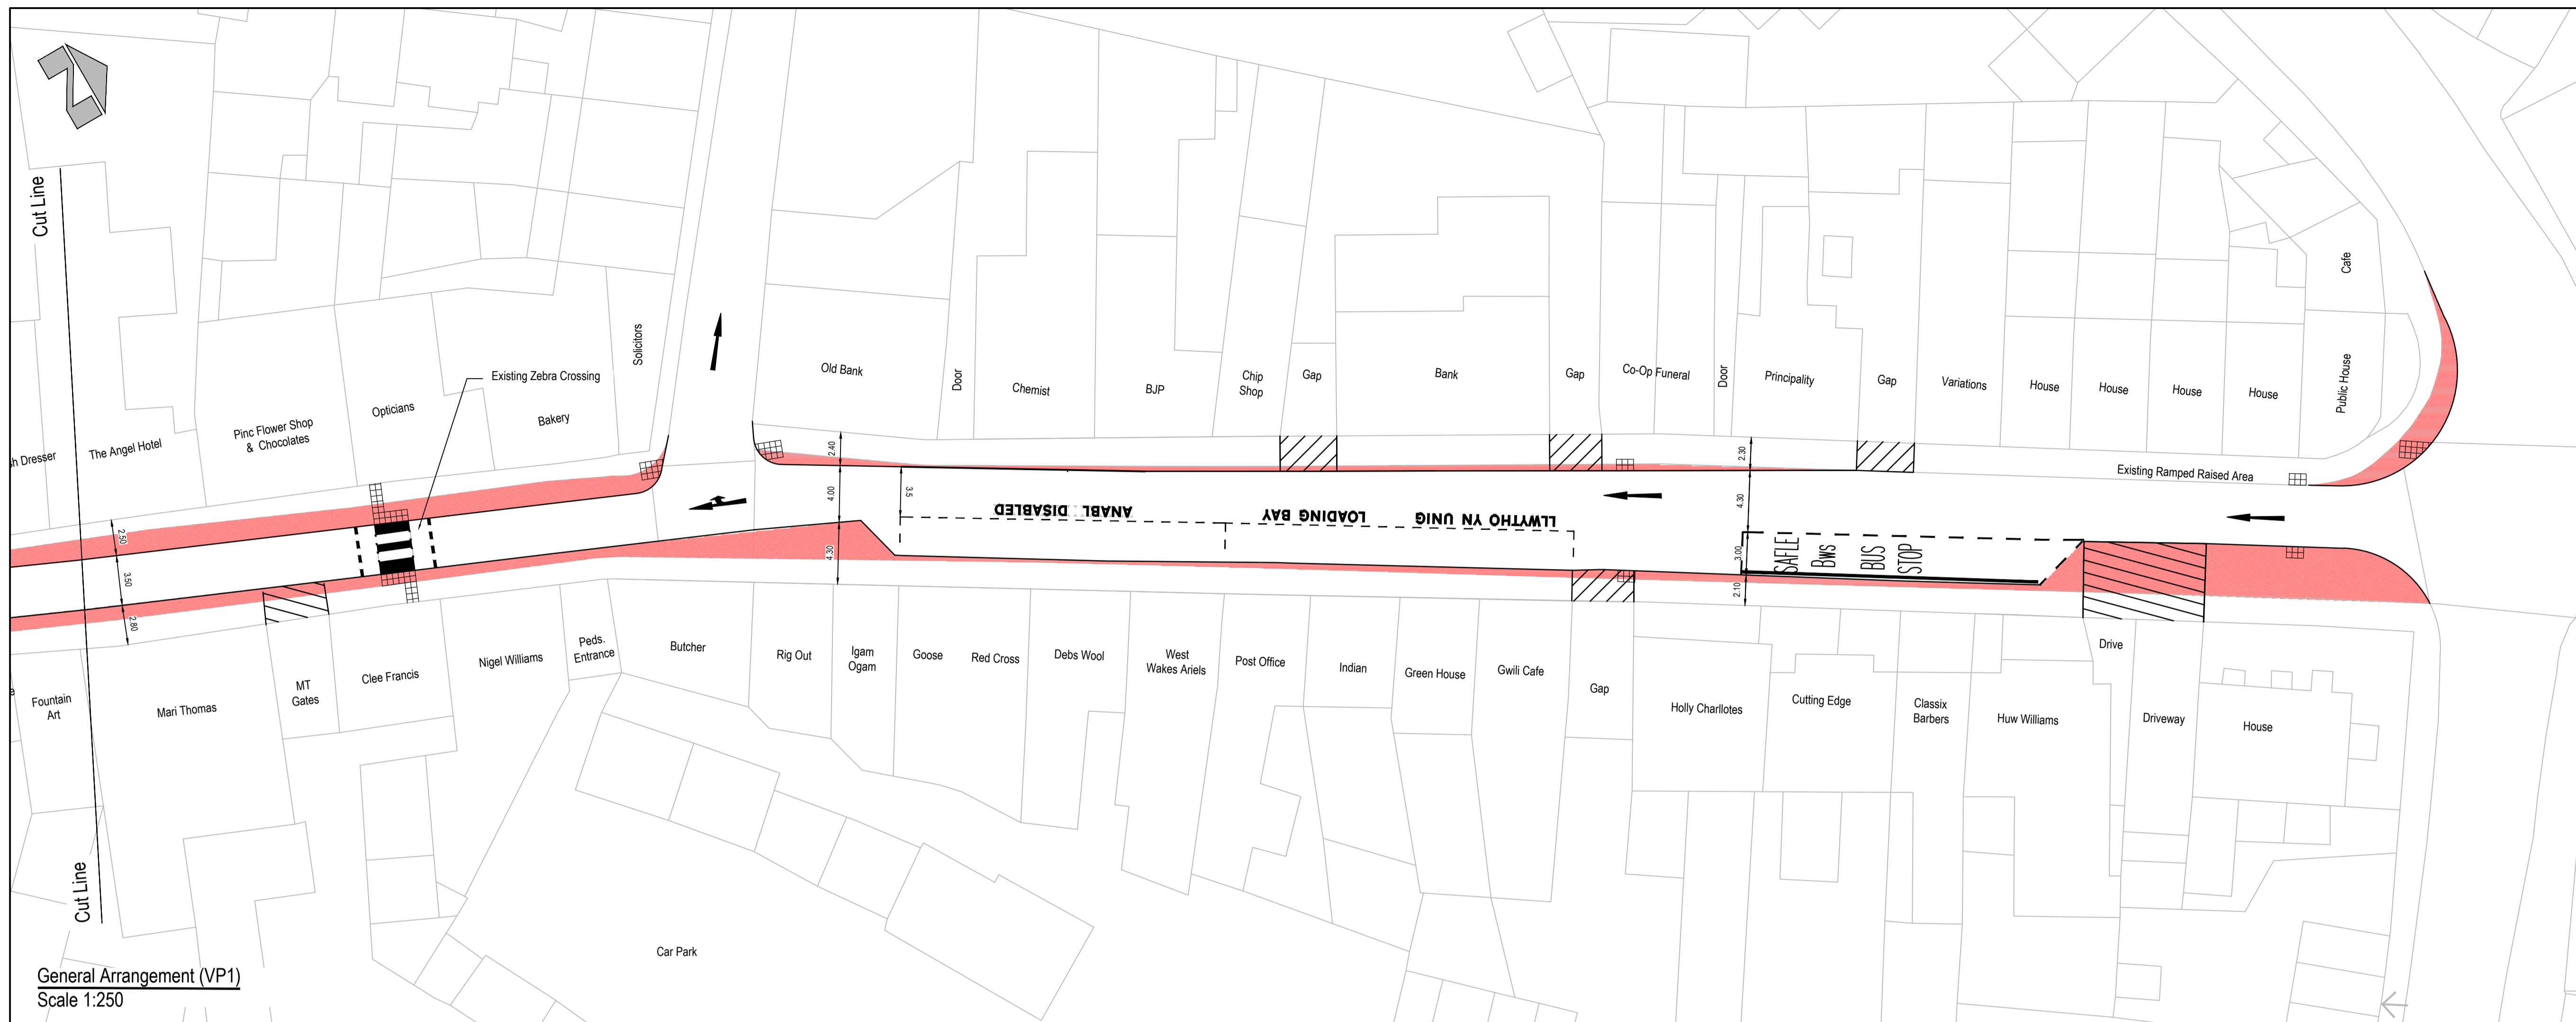 Cut Line
Solicitors
Existing Zebra Crossing
Opticians
Bakery
Pinc Flower Shop
& Chocolates
The Angel Hotel
sh Dresser
Old Bank
Door
Chemist
BJP
Chip
Shop
Gap
Bank
Gap
Co-Op Funeral
Door
Principality
Gap
Variations
House
House
House
House
Public House
Cafe
Existing Ramped Raised Area
2.40
4.00
4.30
3.5
2.30
4.30
3.00
2.10
2.50
3.50
2.80
ANABL DISABLED
LLWYTHO YN UNIG LOADING BAY
SAFLE
Bws
BUS
STOP
Fountain
Art
Mari Thomas
MT
Gates
Clee Francis
Nigel Williams
Peds.
Entrance
Butcher
Rig Out
Igam
Ogam
Goose
Red Cross
Debs Wool
West
Wakes Ariels
Post Office
Indian
Green House
Gwili Cafe
Gap
Holly Charllotes
Cutting Edge
Classix
Barbers
Huw Williams
Drive
Driveway
House
Cut Line
Car Park
General Arrangement (VP1)
Scale 1:250